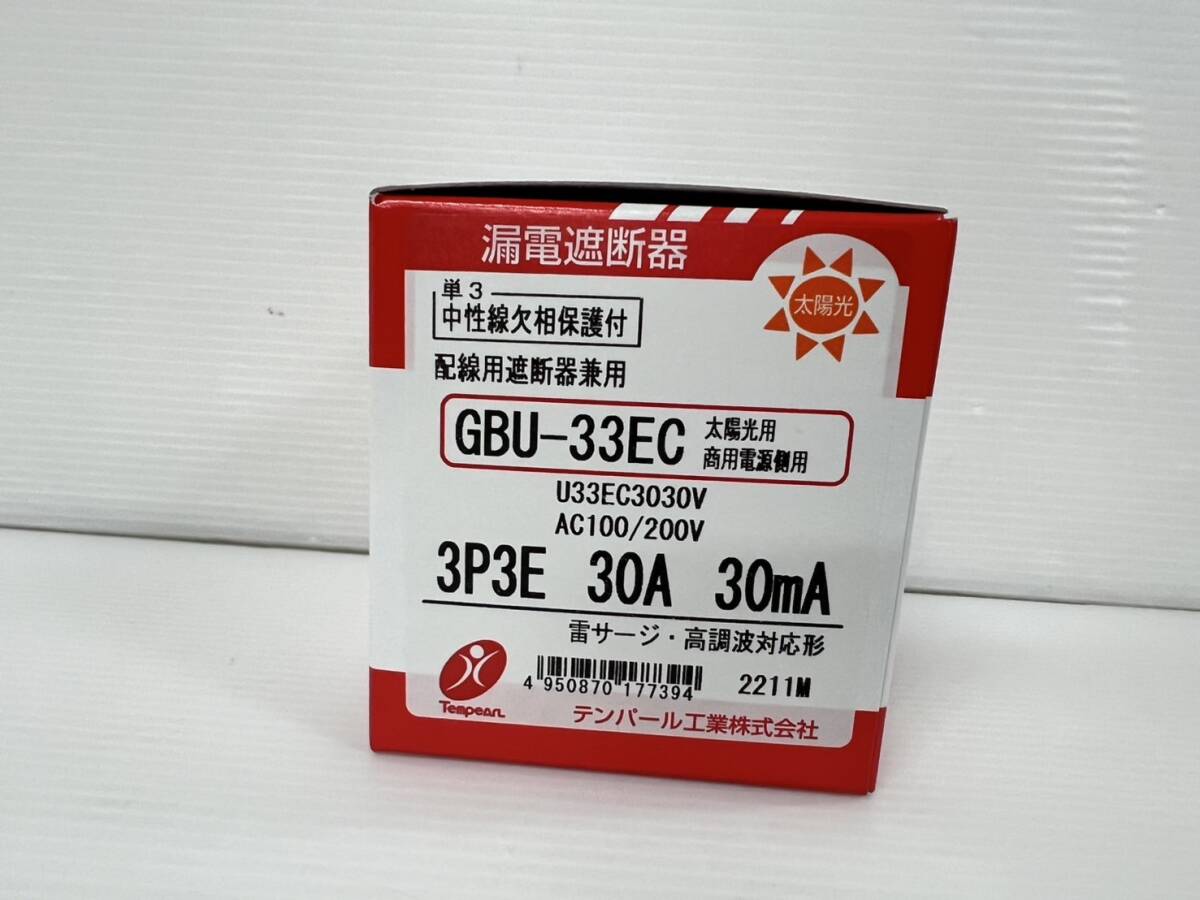 漏電遮断器
太陽光
単3
中性線欠相保護付
配線用遮断器兼用
GBU-33EC 太陽光用
商用電源側用
U33EC3030V
AC100/200V
3P3E 30A 30mA
雷サージ・高調波対応形
4 950870 177394 2211M
Tempearl テンパール工業株式会社